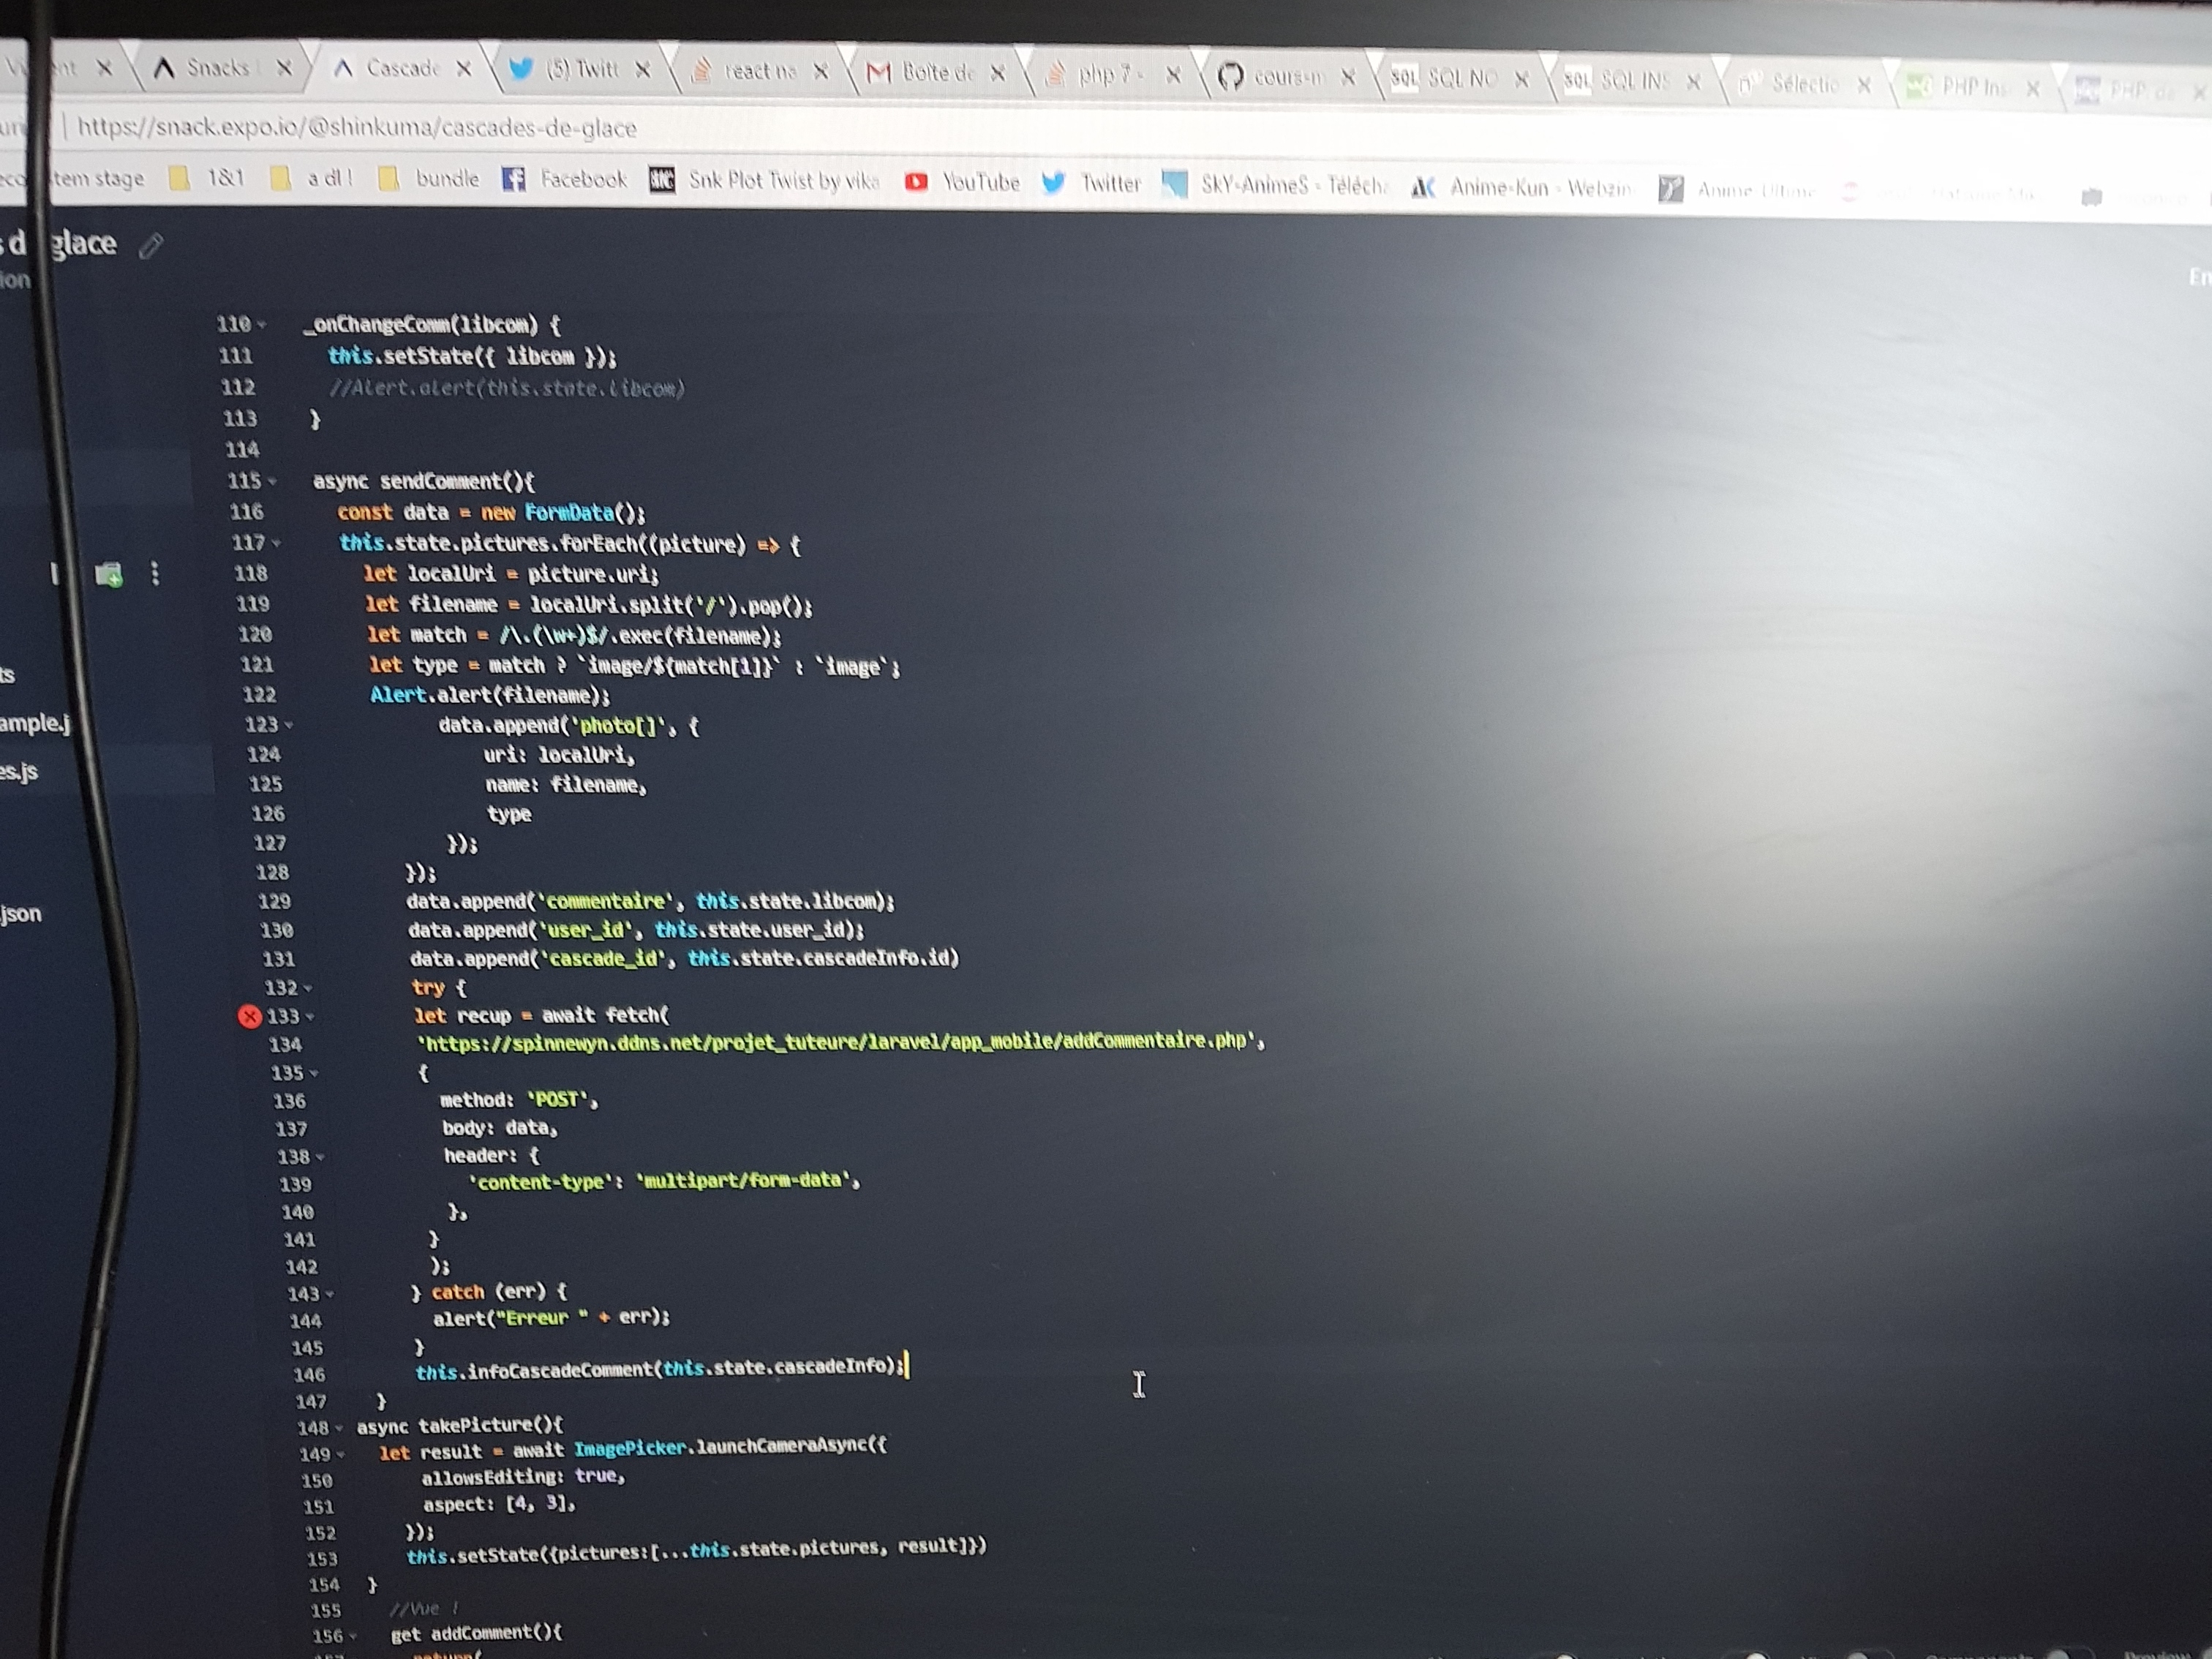 Snacks
Cascade
(5) Twitt
react na
Boîte de
php 7 -
cours-m
SQL SQL NO
SQL SQL INS
Sélectio
PHP Ins
PHP
https://snack.expo.io/@shinkuma/cascades-de-glace
tem stage
1&1
a dl !
bundle
Facebook
Snk Plot Twist by vika
YouTube
Twitter
SkY-AnimeS - Téléch
Anime-Kun - Webzin
Anime-Ultime
s d glace
ion
En
110 _onChangeComm(libcom) {
111 this.setState({ libcom });
112 //Alert.alert(this.state.libcom)
113 }
114
115 async sendComment(){
116 const data = new FormData();
117 this.state.pictures.forEach((picture) => {
118 let localUri = picture.uri;
119 let filename = localUri.split('/').pop();
120 let match = /\.(\w+)$/.exec(filename);
121 let type = match ? `image/${match[1]}` : `image`;
122 Alert.alert(filename);
123 data.append('photo[]', {
124 uri: localUri,
125 name: filename,
126 type
127 });
128 });
129 data.append('commentaire', this.state.libcom);
130 data.append('user_id', this.state.user_id);
131 data.append('cascade_id', this.state.cascadeInfo.id)
132 try {
133 let recup = await fetch(
134 'https://spinnewyn.ddns.net/projet_tuteure/laravel/app_mobile/addCommentaire.php',
135 {
136 method: 'POST',
137 body: data,
138 header: {
139 'content-type': 'multipart/form-data',
140 },
141 }
142 );
143 } catch (err) {
144 alert("Erreur " + err);
145 }
146 this.infoCascadeComment(this.state.cascadeInfo);
147 }
148 async takePicture(){
149 let result = await ImagePicker.launchCameraAsync({
150 allowsEditing: true,
151 aspect: [4, 3],
152 });
153 this.setState({pictures:[...this.state.pictures, result]})
154 }
155 //Vue !
156 get addComment(){
return(
ts
ample.j
es.js
json